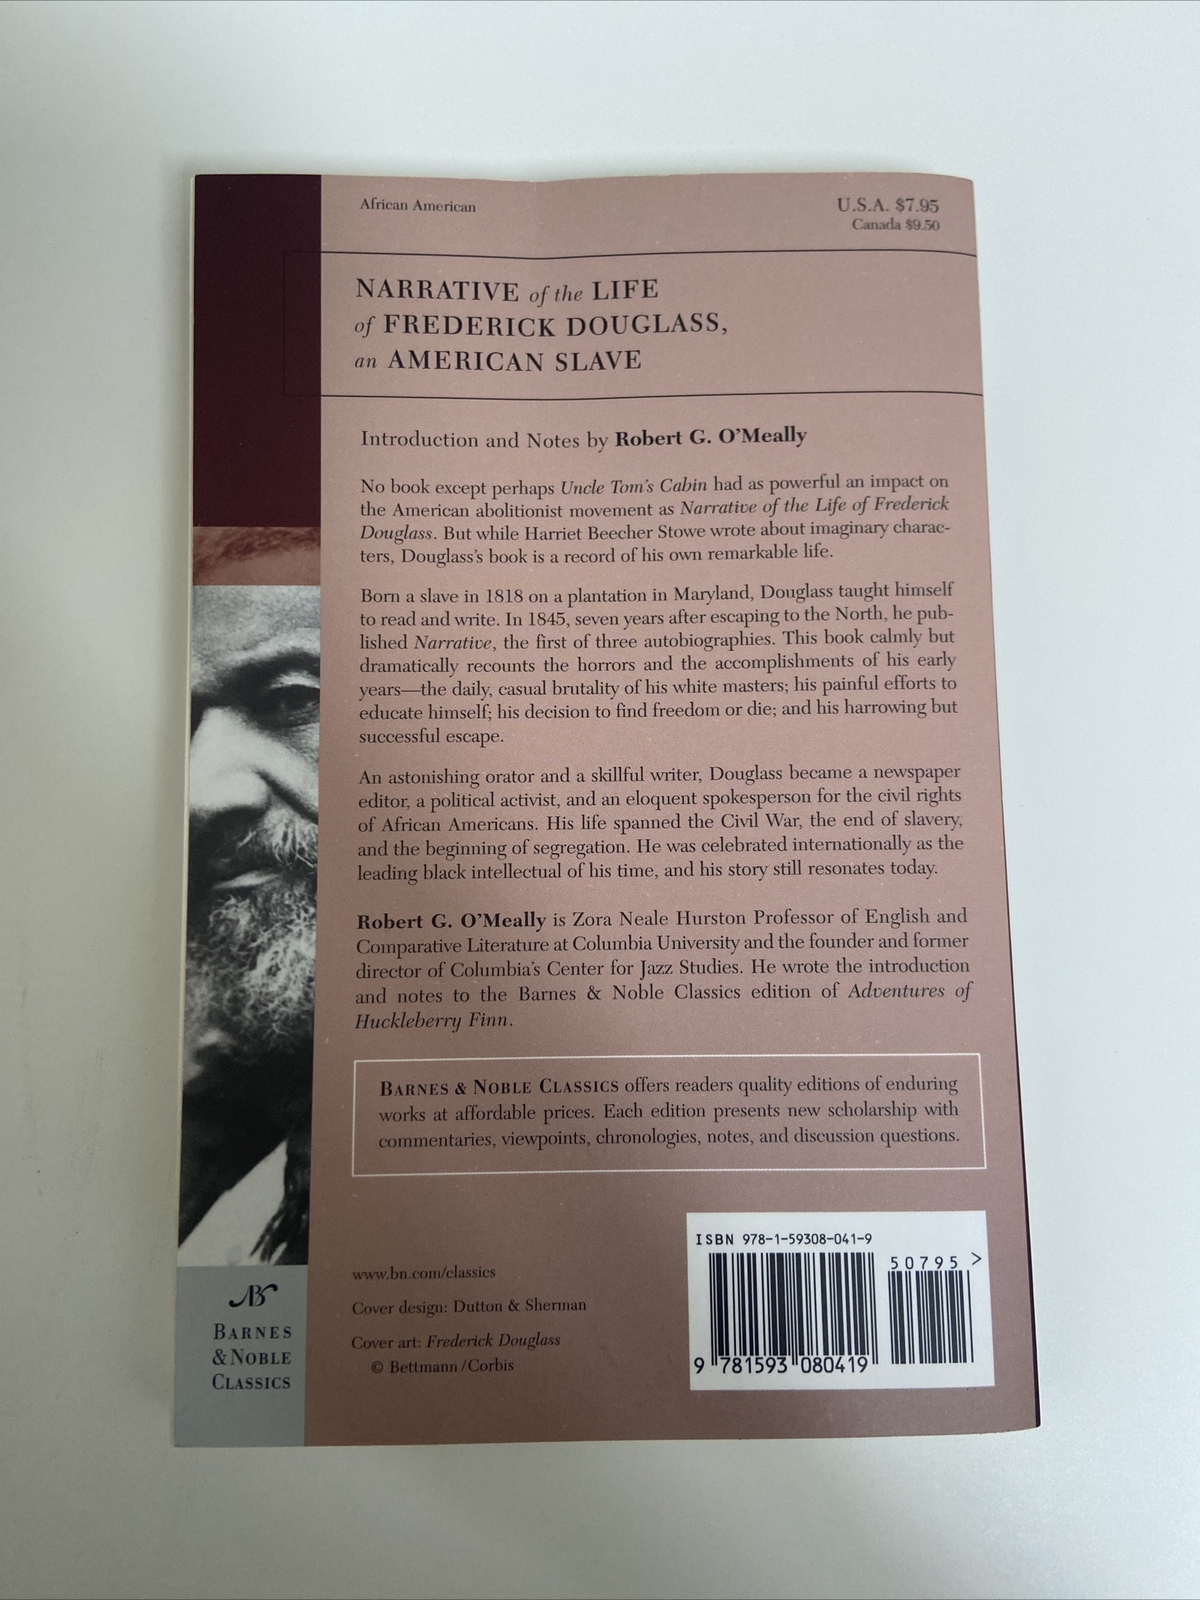 African American
U.S.A. $7.95
Canada $9.50
NARRATIVE of the LIFE
of FREDERICK DOUGLASS,
an AMERICAN SLAVE
Introduction and Notes by Robert G. O’Meally
No book except perhaps Uncle Tom’s Cabin had as powerful an impact on
the American abolitionist movement as Narrative of the Life of Frederick
Douglass. But while Harriet Beecher Stowe wrote about imaginary charac-
ters, Douglass’s book is a record of his own remarkable life.
Born a slave in 1818 on a plantation in Maryland, Douglass taught himself
to read and write. In 1845, seven years after escaping to the North, he pub-
lished Narrative, the first of three autobiographies. This book calmly but
dramatically recounts the horrors and the accomplishments of his early
years—the daily, casual brutality of his white masters; his painful efforts to
educate himself; his decision to find freedom or die; and his harrowing but
successful escape.
An astonishing orator and a skillful writer, Douglass became a newspaper
editor, a political activist, and an eloquent spokesperson for the civil rights
of African Americans. His life spanned the Civil War, the end of slavery,
and the beginning of segregation. He was celebrated internationally as the
leading black intellectual of his time, and his story still resonates today.
Robert G. O’Meally is Zora Neale Hurston Professor of English and
Comparative Literature at Columbia University and the founder and former
director of Columbia’s Center for Jazz Studies. He wrote the introduction
and notes to the Barnes & Noble Classics edition of Adventures of
Huckleberry Finn.
BARNES & NOBLE CLASSICS offers readers quality editions of enduring
works at affordable prices. Each edition presents new scholarship with
commentaries, viewpoints, chronologies, notes, and discussion questions.
www.bn.com/classics
Cover design: Dutton & Sherman
Cover art: Frederick Douglass
© Bettmann/Corbis
ISBN 978-1-59308-041-9
50795 >
9 781593 080419
BN
BARNES
&NOBLE
CLASSICS